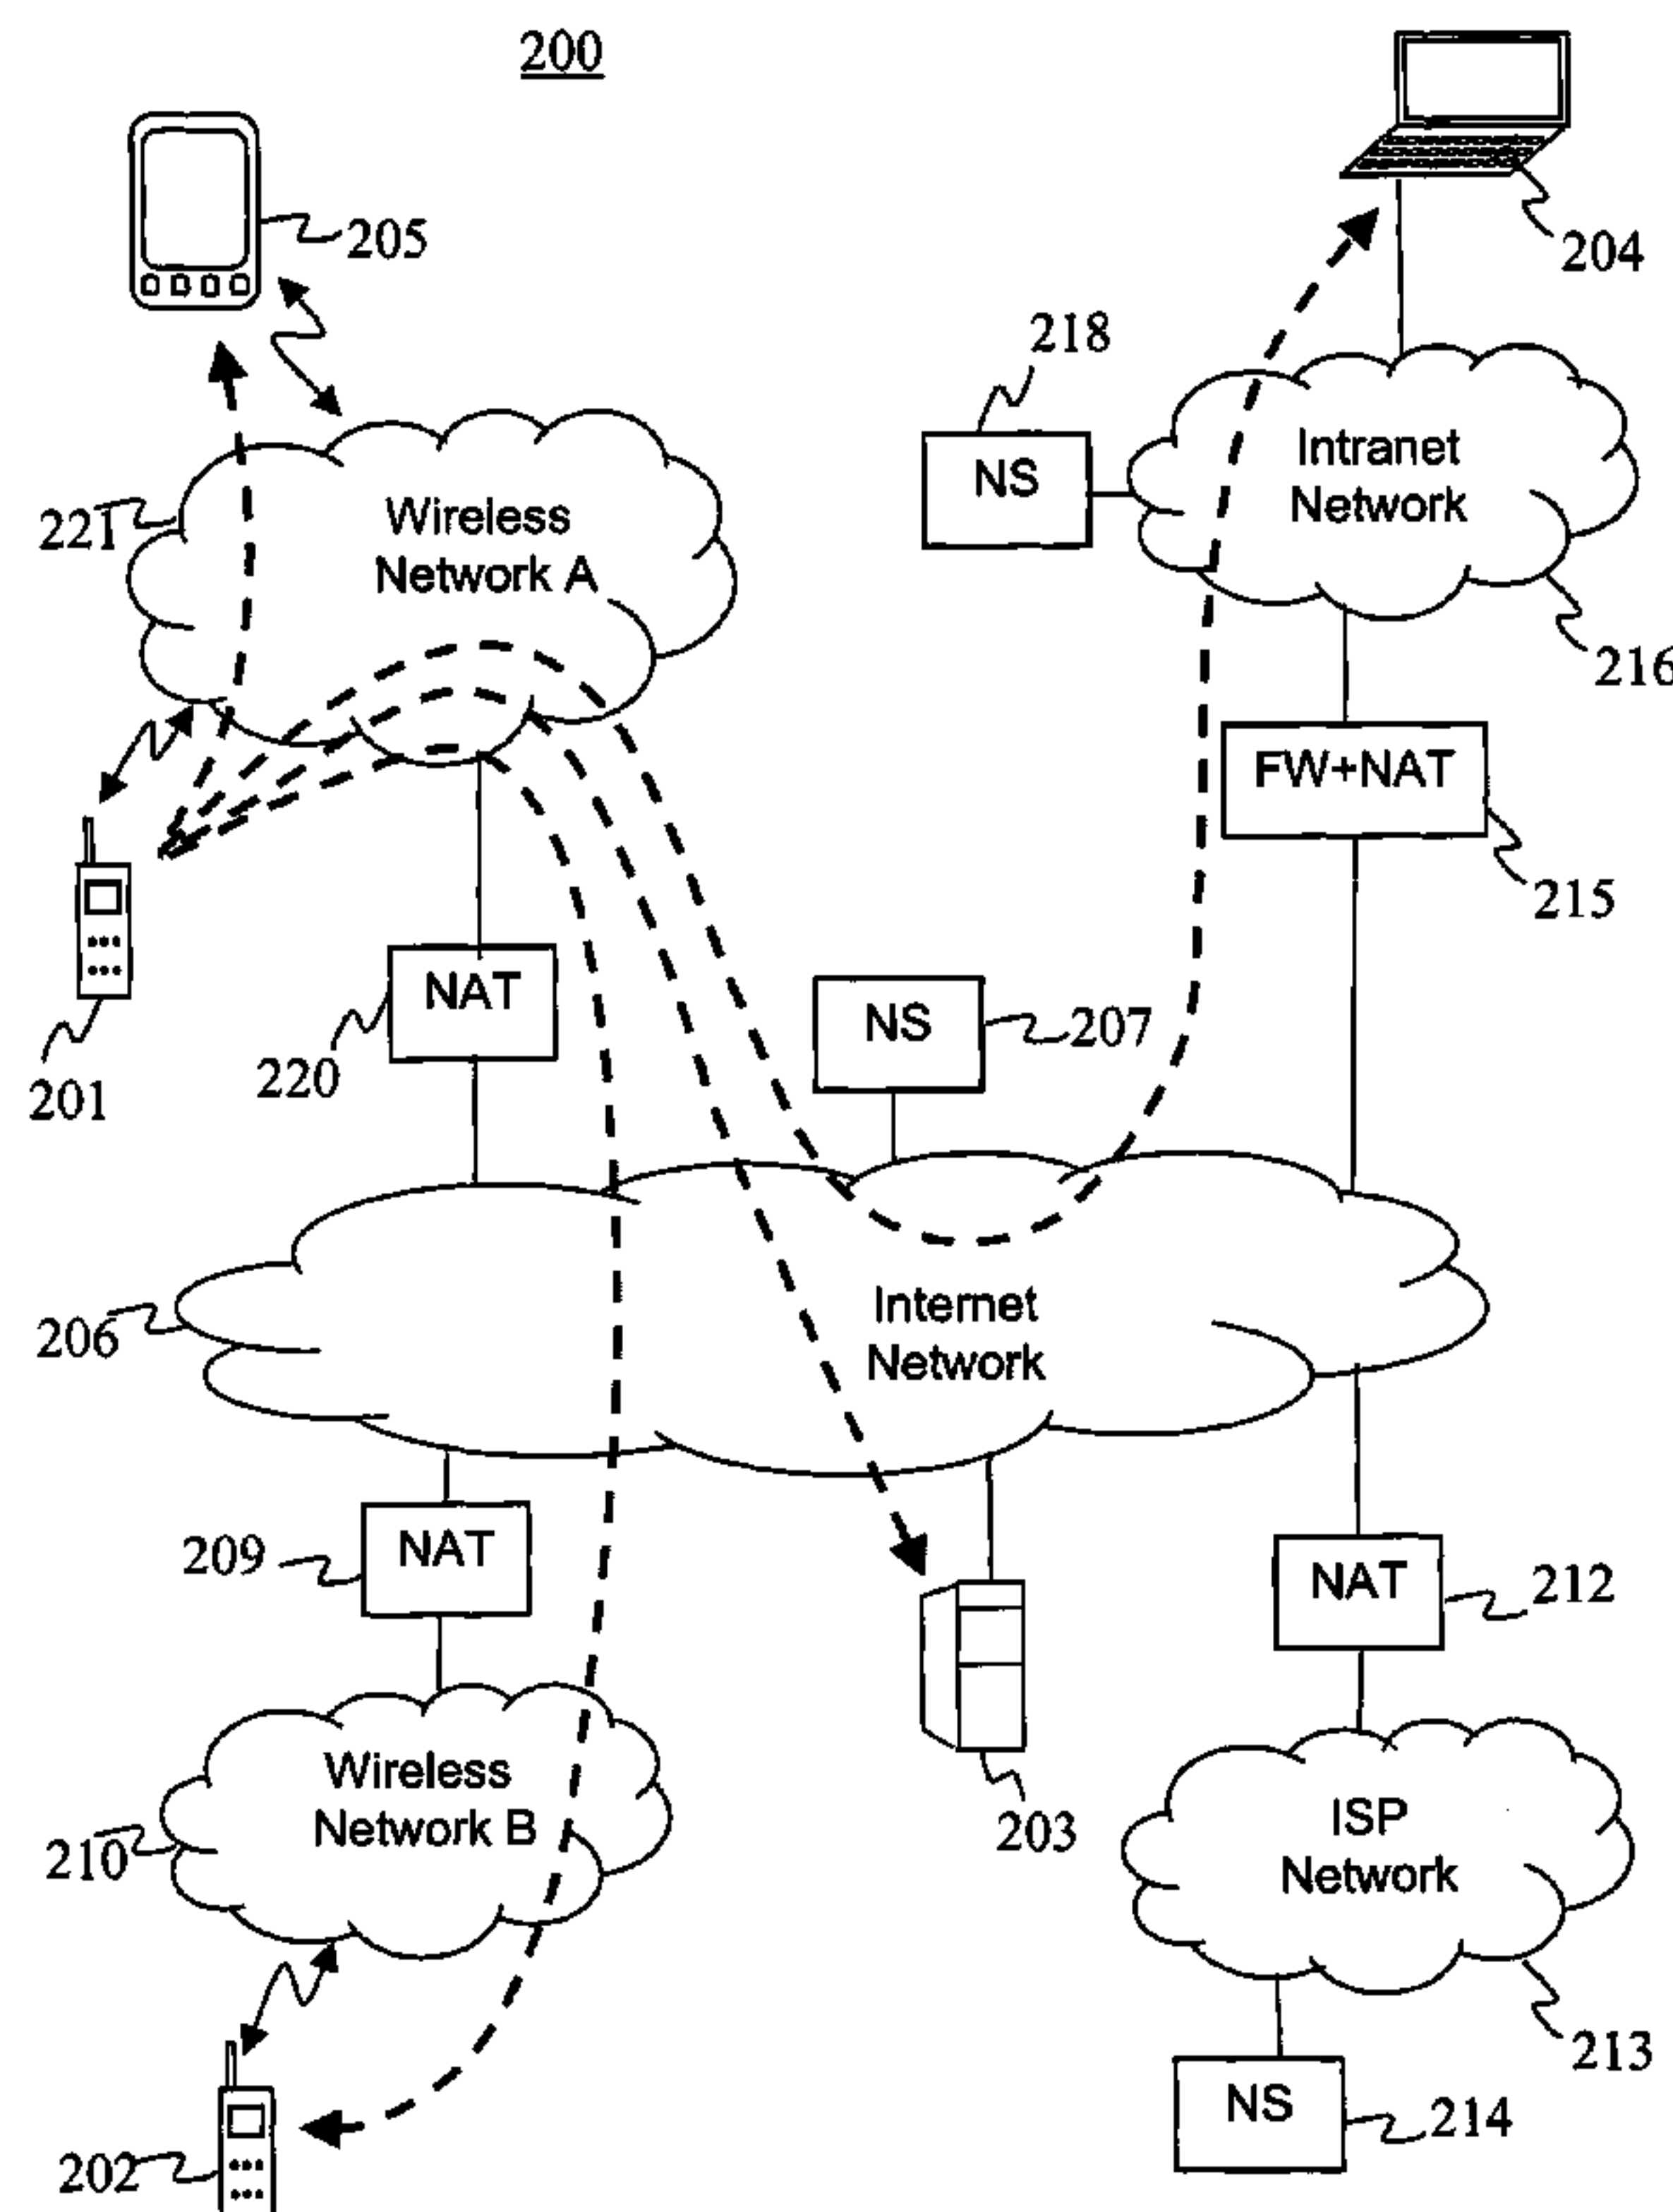 200
205
204
218
NS
Intranet
Network
221
Wireless
Network A
216
FW+NAT
215
201
NAT
220
NS
207
206
Internet
Network
209
NAT
NAT
212
Wireless
Network B
210
203
ISP
Network
213
NS
214
202